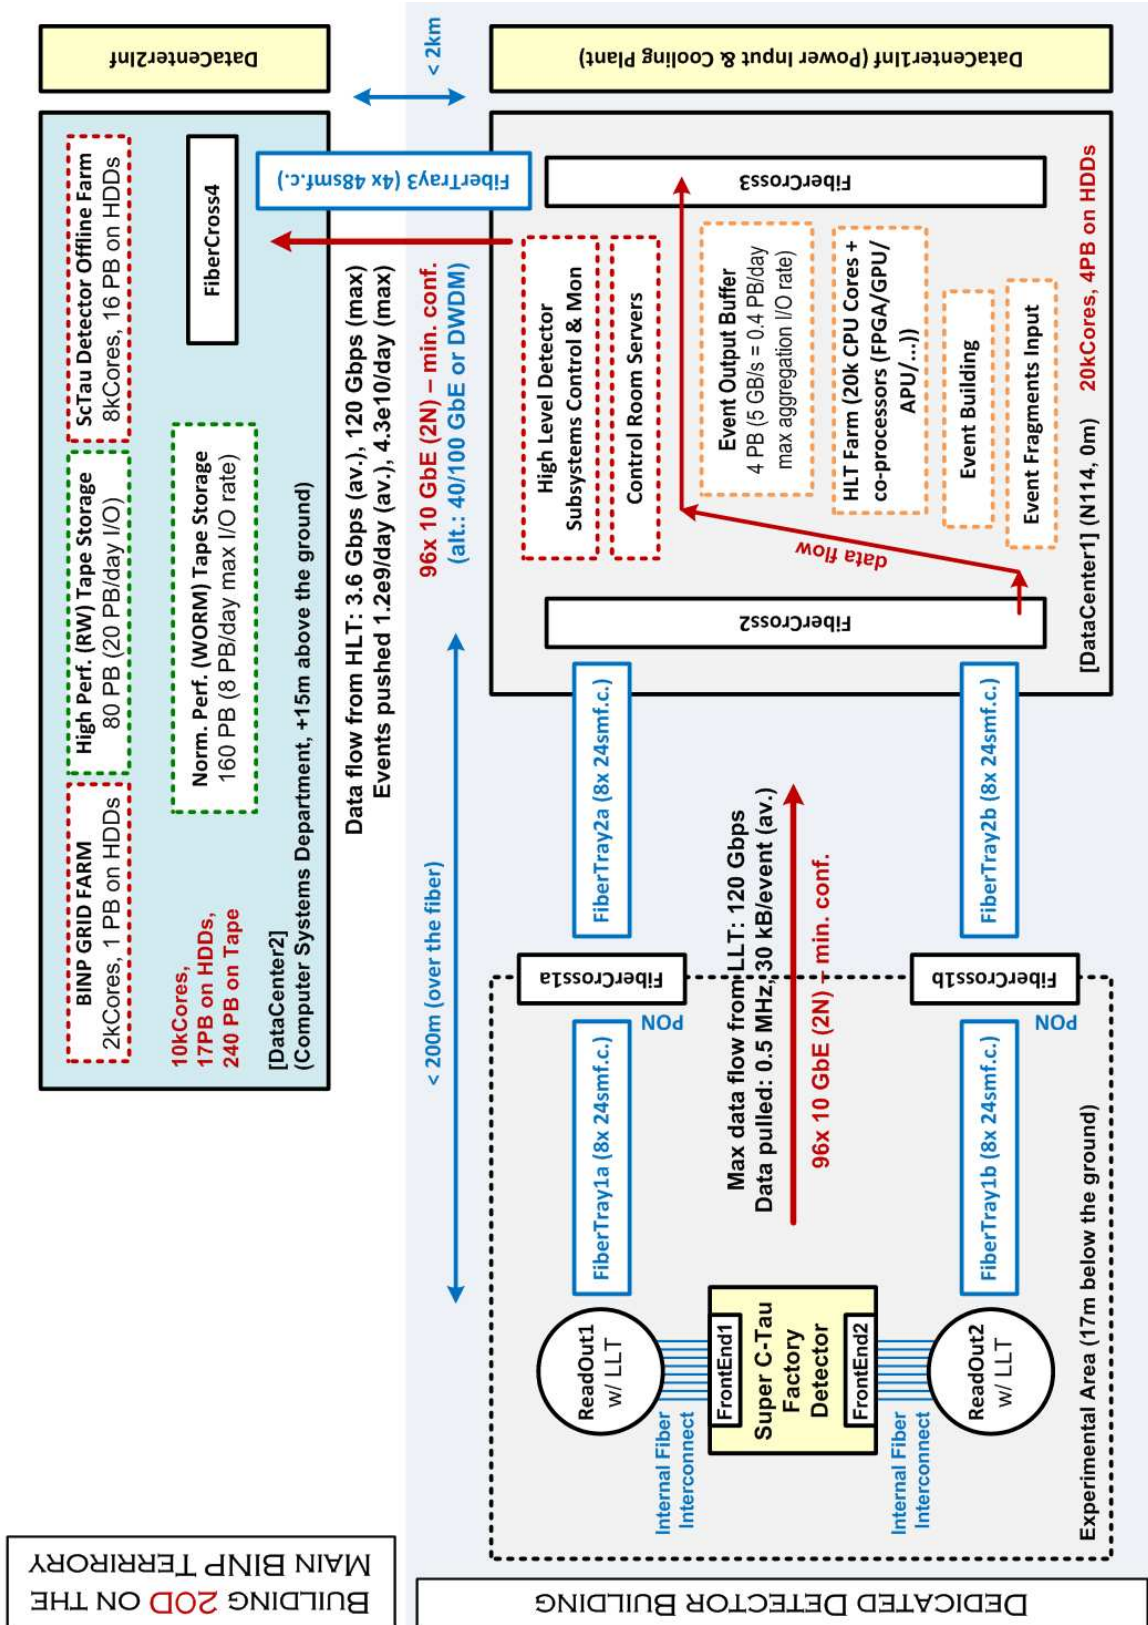 BUILDING 20D ON THE
MAIN BINP TERRIRORY
BINP GRID FARM
2kCores, 1 PB on HDDs
High Perf. (RW) Tape Storage
80 PB (20 PB/day I/O)
ScTau Detector Offline Farm
8kCores, 16 PB on HDDs
Norm. Perf. (WORM) Tape Storage
160 PB (8 PB/day max I/O rate)
FiberCross4
10kCores,
17PB on HDDs,
240 PB on Tape
[DataCenter2]
(Computer Systems Department, +15m above the ground)
DataCenter2Inf
Data flow from HLT: 3.6 Gbps (av.), 120 Gbps (max)
Events pushed 1.2e9/day (av.), 4.3e10/day (max)
96x 10 GbE (2N) – min. conf.
(alt.: 40/100 GbE or DWDM)
FiberTray3 (4x 48smf.c.)
< 2km
< 200m (over the fiber)
DEDICATED DETECTOR BUILDING
ReadOut1
w/ LLT
Internal Fiber
Interconnect
FrontEnd1
Super C-Tau
Factory
Detector
FrontEnd2
Internal Fiber
Interconnect
ReadOut2
w/ LLT
Experimental Area (17m below the ground)
FiberTray1a (8x 24smf.c.)
FiberCross1a
PON
FiberTray2a (8x 24smf.c.)
Max data flow from LLT: 120 Gbps
Data pulled: 0.5 MHz, 30 kB/event (av.)
96x 10 GbE (2N) – min. conf.
FiberTray1b (8x 24smf.c.)
FiberCross1b
PON
FiberTray2b (8x 24smf.c.)
FiberCross2
data flow
High Level Detector
Subsystems Control & Mon
Control Room Servers
Event Output Buffer
4 PB (5 GB/s = 0.4 PB/day
max aggregation I/O rate)
HLT Farm (20k CPU Cores +
co-processors (FPGA/GPU/
APU/...))
Event Building
Event Fragments Input
FiberCross3
[DataCenter1] (N114, 0m)
20kCores, 4PB on HDDs
DataCenter1Inf (Power Input & Cooling Plant)